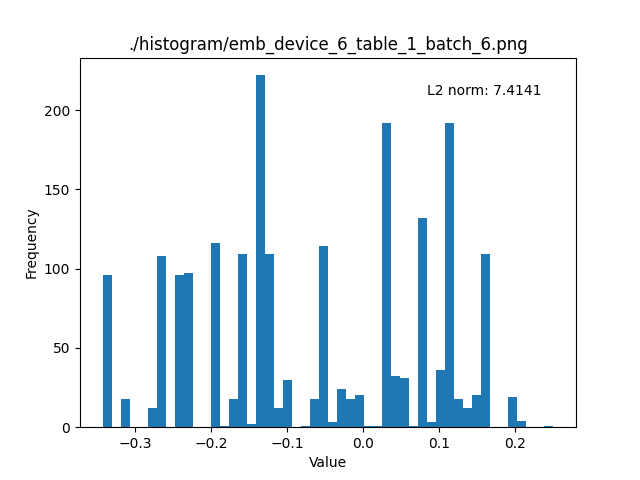 ./histogram/emb_device_6_table_1_batch_6.png
L2 norm: 7.4141
200
150
100
50
0
Frequency
−0.3 −0.2 −0.1 0.0 0.1 0.2
Value